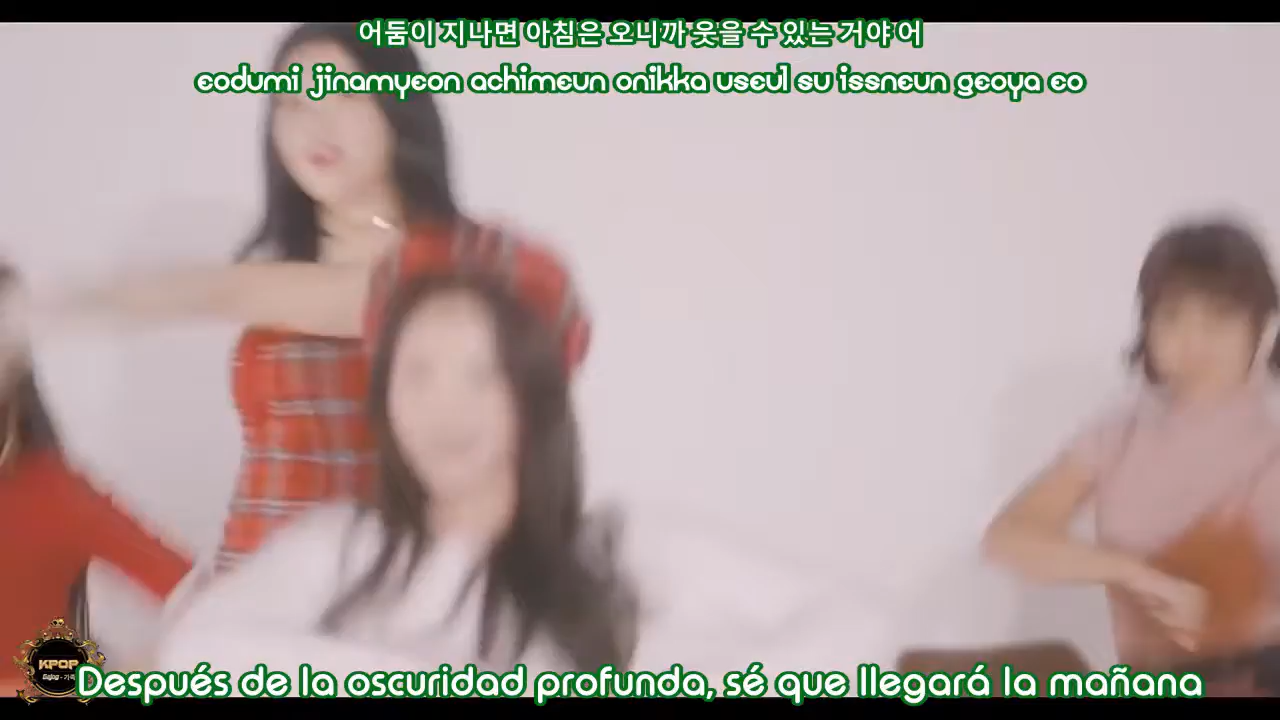 어둠이 지나면 아침은 오니까 웃을 수 있는 거야 어
eodumi jinamyeon achimeun onikka useul su issneun geoya eo
KPOP
Después de la oscuridad profunda, sé que llegará la mañana